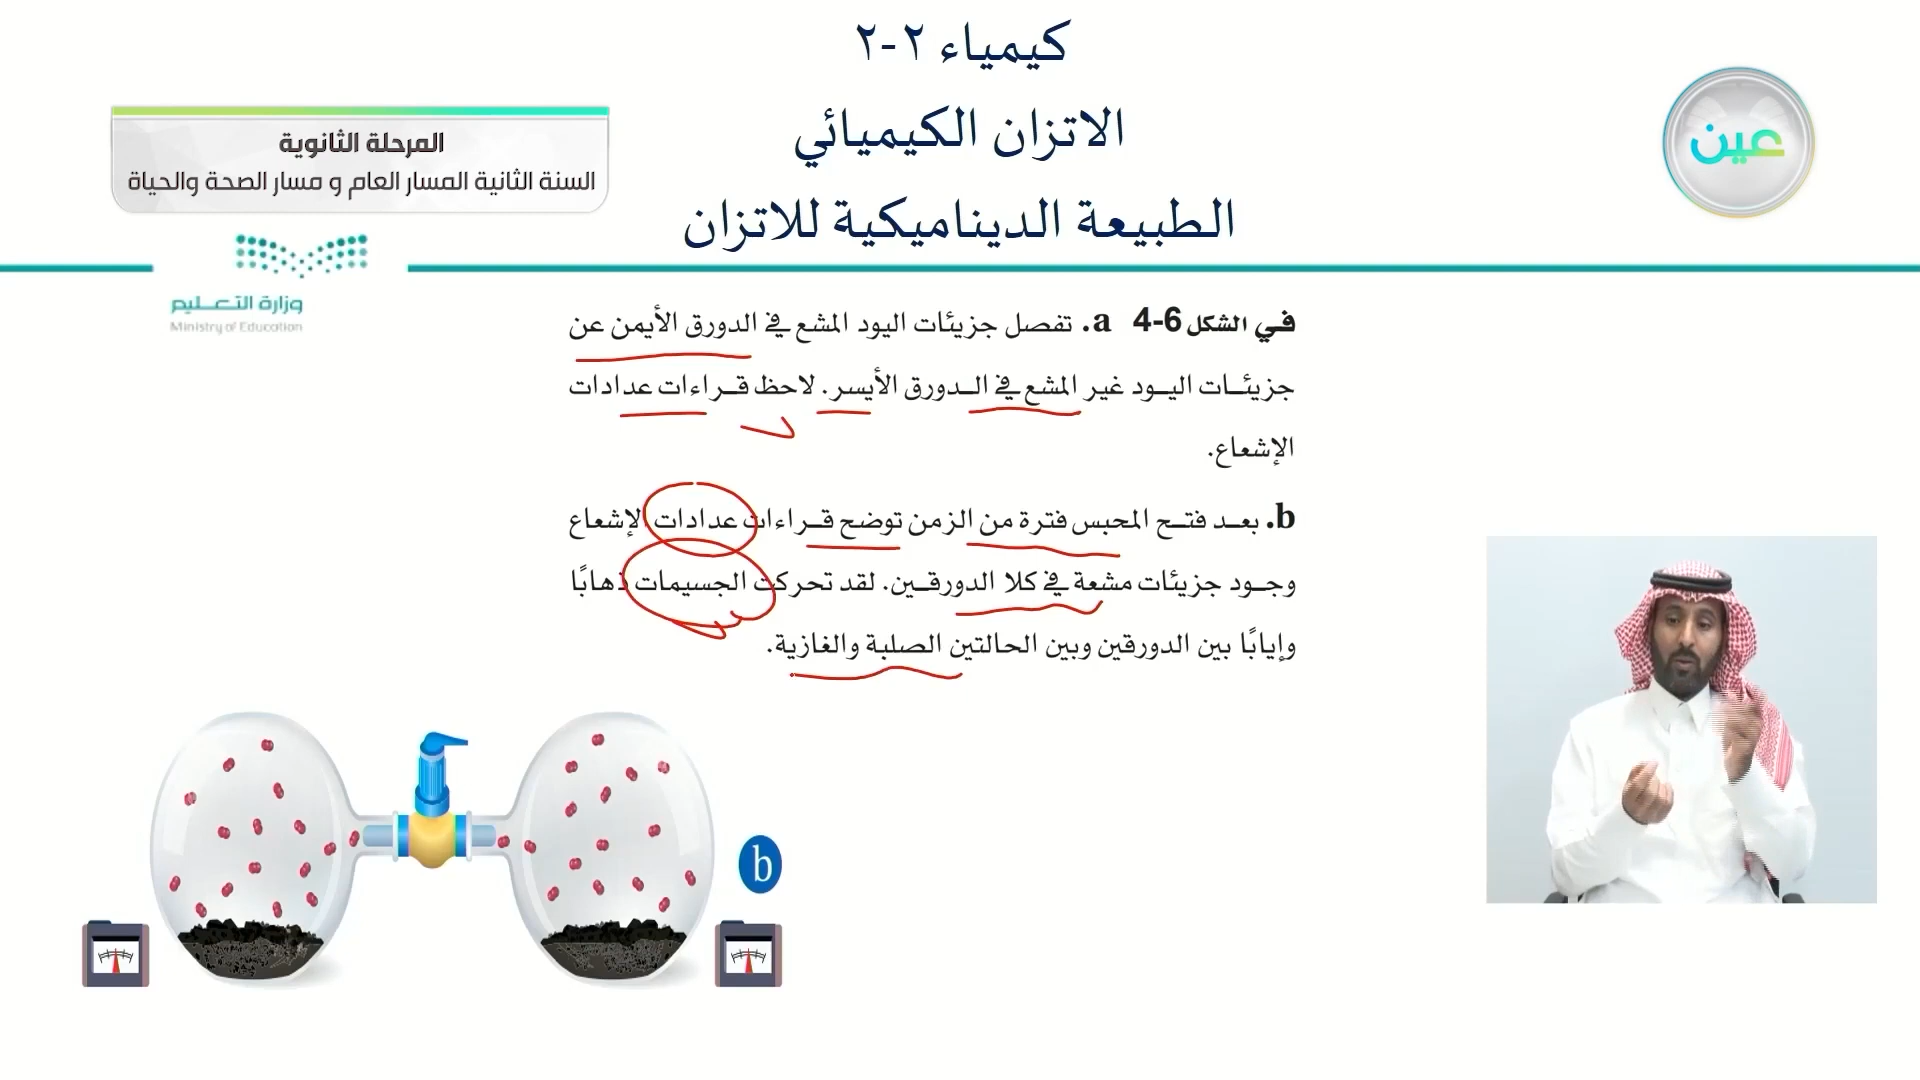 كيمياء ٢-٢
الاتزان الكيميائي
الطبيعة الديناميكية للاتزان
عين
المرحلة الثانوية
السنة الثانية المسار العام و مسار الصحة والحياة
وزارة التعليم
Ministry of Education
في الشكل 6-4 a. تفصل جزيئات اليود المشع في الدورق الأيمن عن
جزيئات اليود غير المشع في الدورق الأيسر. لاحظ قراءات عدادات
الإشعاع.
b. بعد فتح المحبس فترة من الزمن توضح قراءات عدادات الإشعاع
وجود جزيئات مشعة في كلا الدورقين. لقد تحركت الجسيمات ذهابًا
وإيابًا بين الدورقين وبين الحالتين الصلبة والغازية.
b